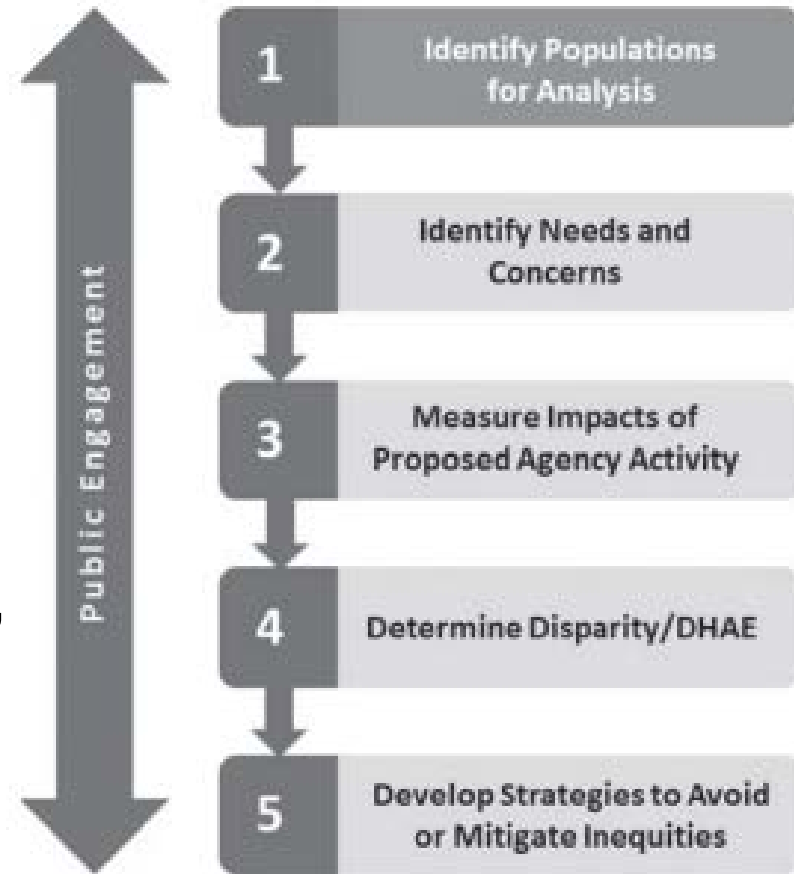 Public Engagement
1
Identify Populations
for Analysis
2
Identify Needs and
Concerns
3
Measure Impacts of
Proposed Agency Activity
4
Determine Disparity/DHAE
5
Develop Strategies to Avoid
or Mitigate Inequities